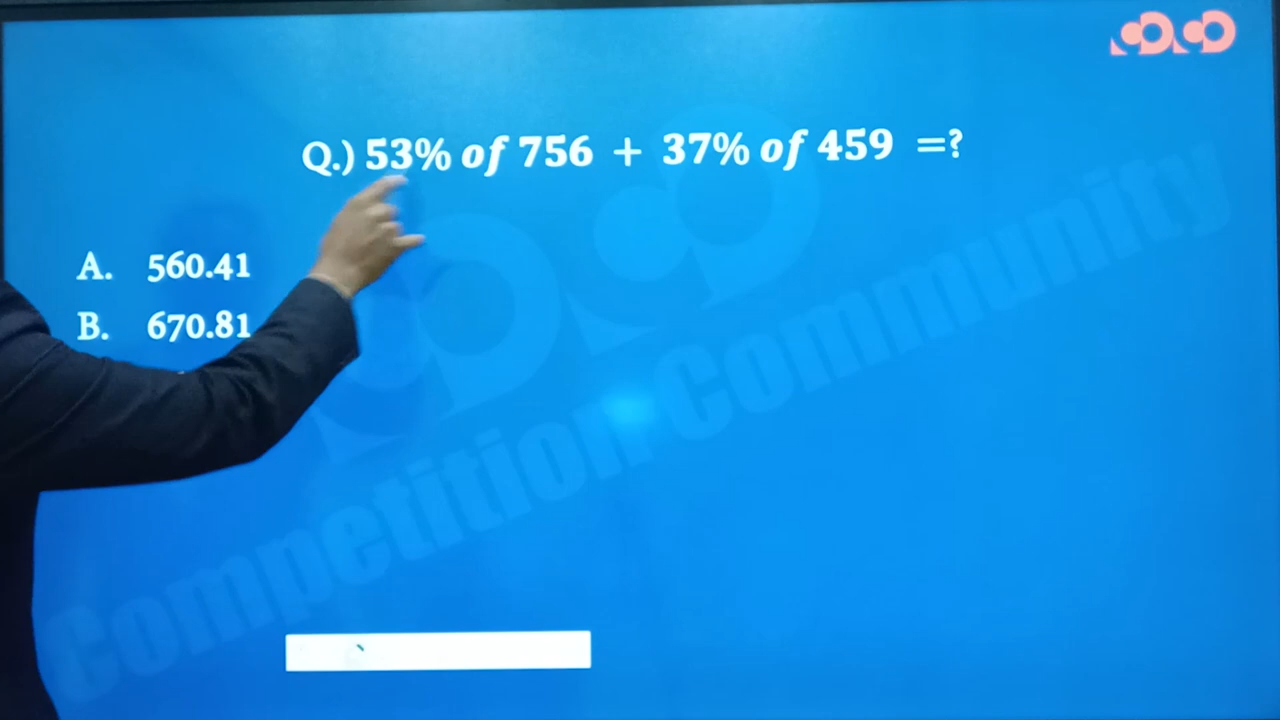 Q.) 53% of 756 + 37% of 459 =?
A. 560.41
B. 670.81
Competition Community